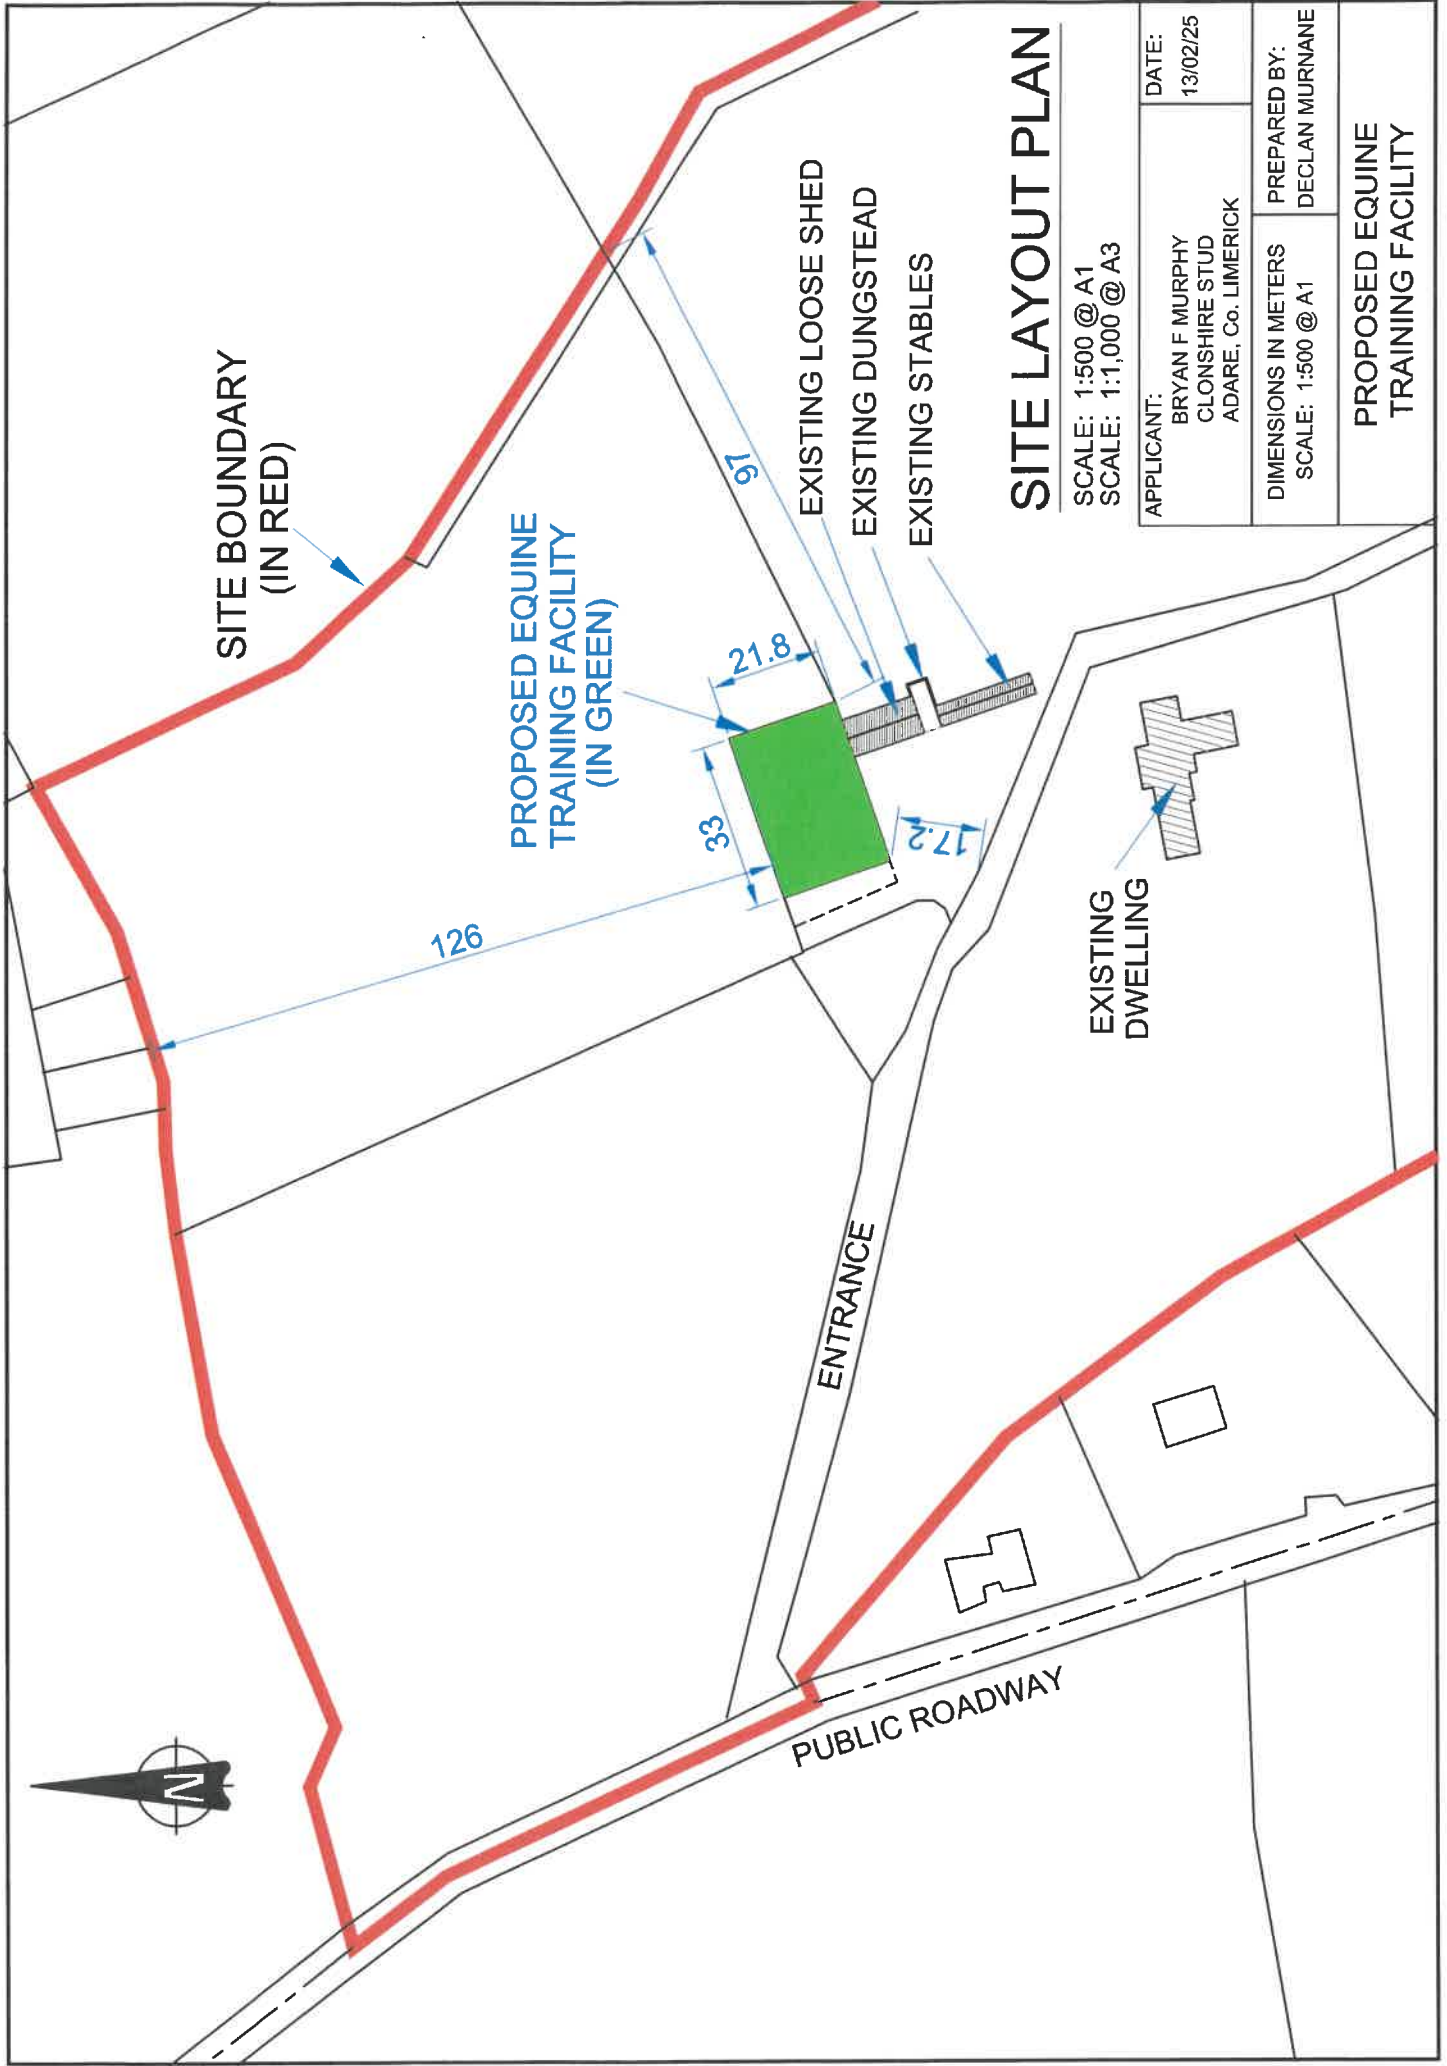 SITE BOUNDARY
(IN RED)
PROPOSED EQUINE
TRAINING FACILITY
(IN GREEN)
126
33
21.8
97
17.2
EXISTING LOOSE SHED
EXISTING DUNGSTEAD
EXISTING STABLES
EXISTING
DWELLING
ENTRANCE
PUBLIC ROADWAY
N
SITE LAYOUT PLAN
SCALE: 1:500 @ A1
SCALE: 1:1,000 @ A3
APPLICANT:
BRYAN F MURPHY
CLONSHIRE STUD
ADARE, Co. LIMERICK
DATE:
13/02/25
DIMENSIONS IN METERS
SCALE: 1:500 @ A1
PREPARED BY:
DECLAN MURNANE
PROPOSED EQUINE
TRAINING FACILITY